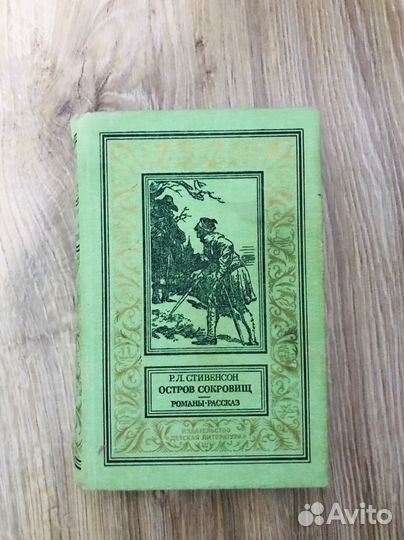 Р.Л.СТИВЕНСОН
ОСТРОВ СОКРОВИЩ
РОМАНЫ·РАССКАЗ
ИЗДАТЕЛЬСТВО
«ДЕТСКАЯ ЛИТЕРАТУРА»
Avito